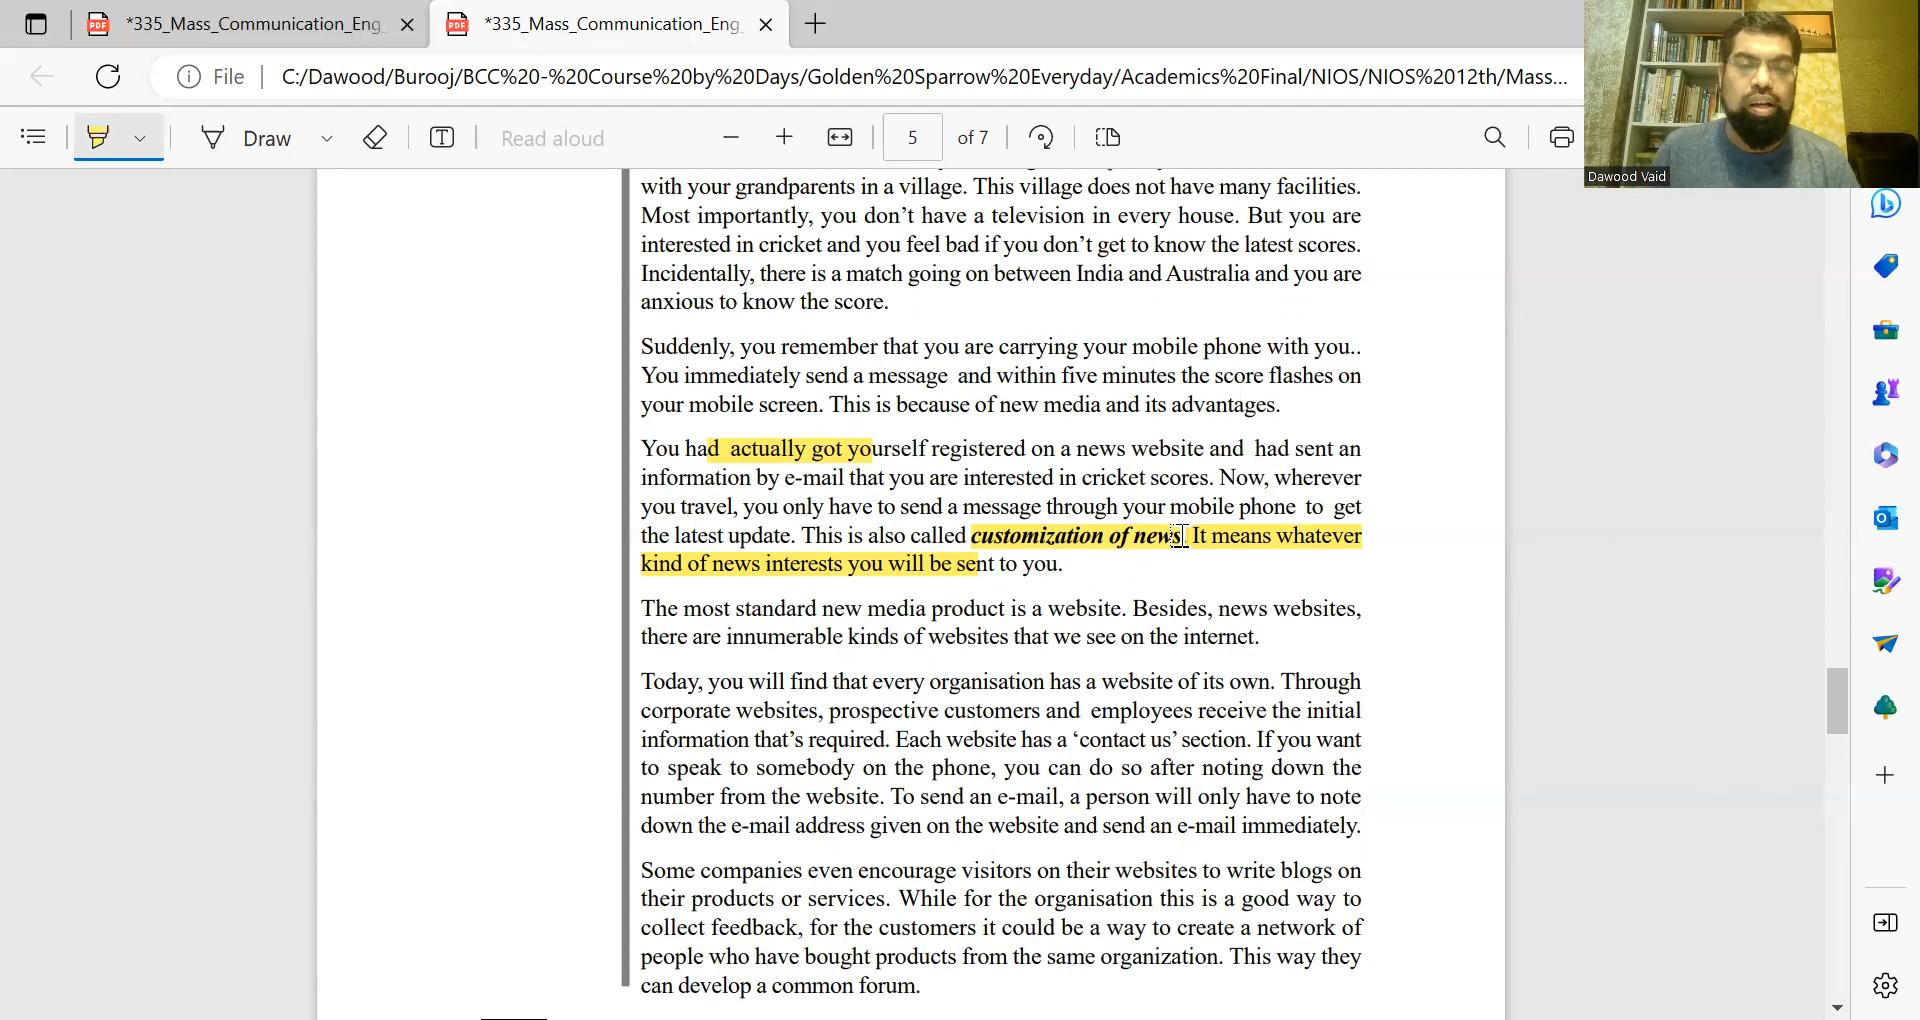 *335_Mass_Communication_Eng
*335_Mass_Communication_Eng
File
C:/Dawood/Burooj/BCC%20-%20Course%20by%20Days/Golden%20Sparrow%20Everyday/Academics%20Final/NIOS/NIOS%2012th/Mass...
Draw
Read aloud
5 of 7
Dawood Vaid
with your grandparents in a village. This village does not have many facilities.
Most importantly, you don’t have a television in every house. But you are
interested in cricket and you feel bad if you don’t get to know the latest scores.
Incidentally, there is a match going on between India and Australia and you are
anxious to know the score.
Suddenly, you remember that you are carrying your mobile phone with you..
You immediately send a message and within five minutes the score flashes on
your mobile screen. This is because of new media and its advantages.
You had actually got yourself registered on a news website and had sent an
information by e-mail that you are interested in cricket scores. Now, wherever
you travel, you only have to send a message through your mobile phone to get
the latest update. This is also called customization of news. It means whatever
kind of news interests you will be sent to you.
The most standard new media product is a website. Besides, news websites,
there are innumerable kinds of websites that we see on the internet.
Today, you will find that every organisation has a website of its own. Through
corporate websites, prospective customers and employees receive the initial
information that’s required. Each website has a ‘contact us’ section. If you want
to speak to somebody on the phone, you can do so after noting down the
number from the website. To send an e-mail, a person will only have to note
down the e-mail address given on the website and send an e-mail immediately.
Some companies even encourage visitors on their websites to write blogs on
their products or services. While for the organisation this is a good way to
collect feedback, for the customers it could be a way to create a network of
people who have bought products from the same organization. This way they
can develop a common forum.